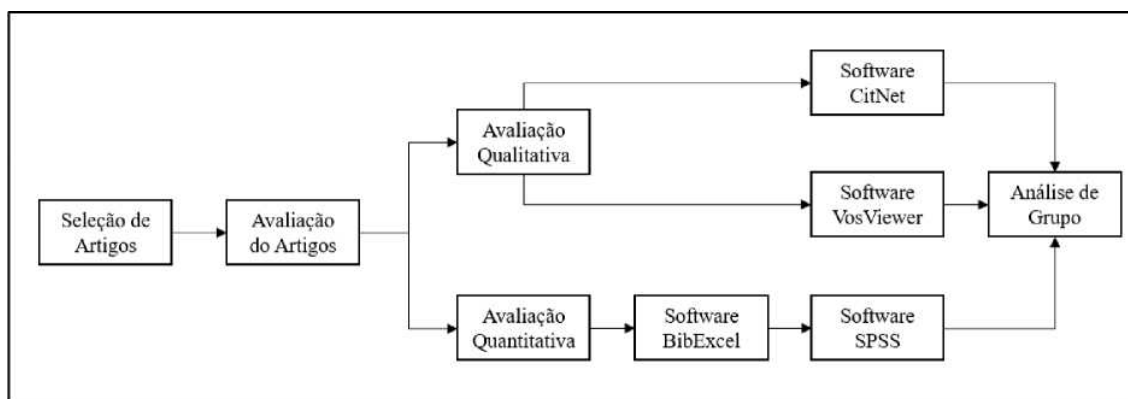 Seleção de
Artigos
Avaliação
do Artigos
Avaliação
Qualitativa
Software
CitNet
Software
VosViewer
Avaliação
Quantitativa
Software
BibExcel
Software
SPSS
Análise de
Grupo